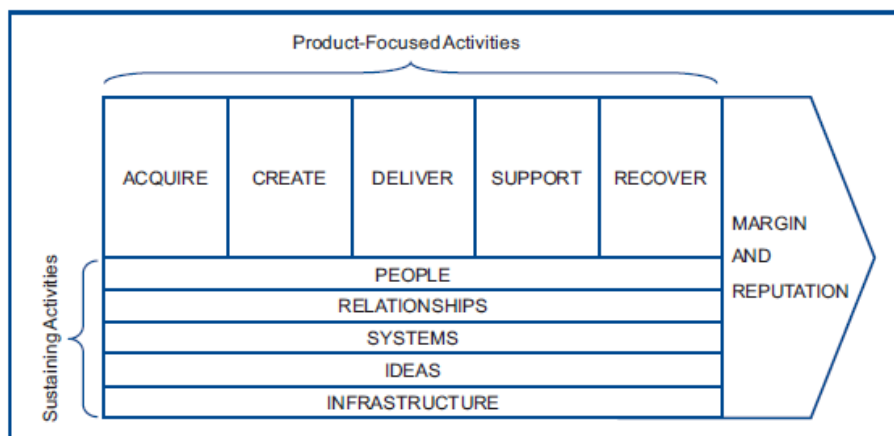 Product-Focused Activities
ACQUIRE
CREATE
DELIVER
SUPPORT
RECOVER
MARGIN
AND
REPUTATION
Sustaining Activities
PEOPLE
RELATIONSHIPS
SYSTEMS
IDEAS
INFRASTRUCTURE